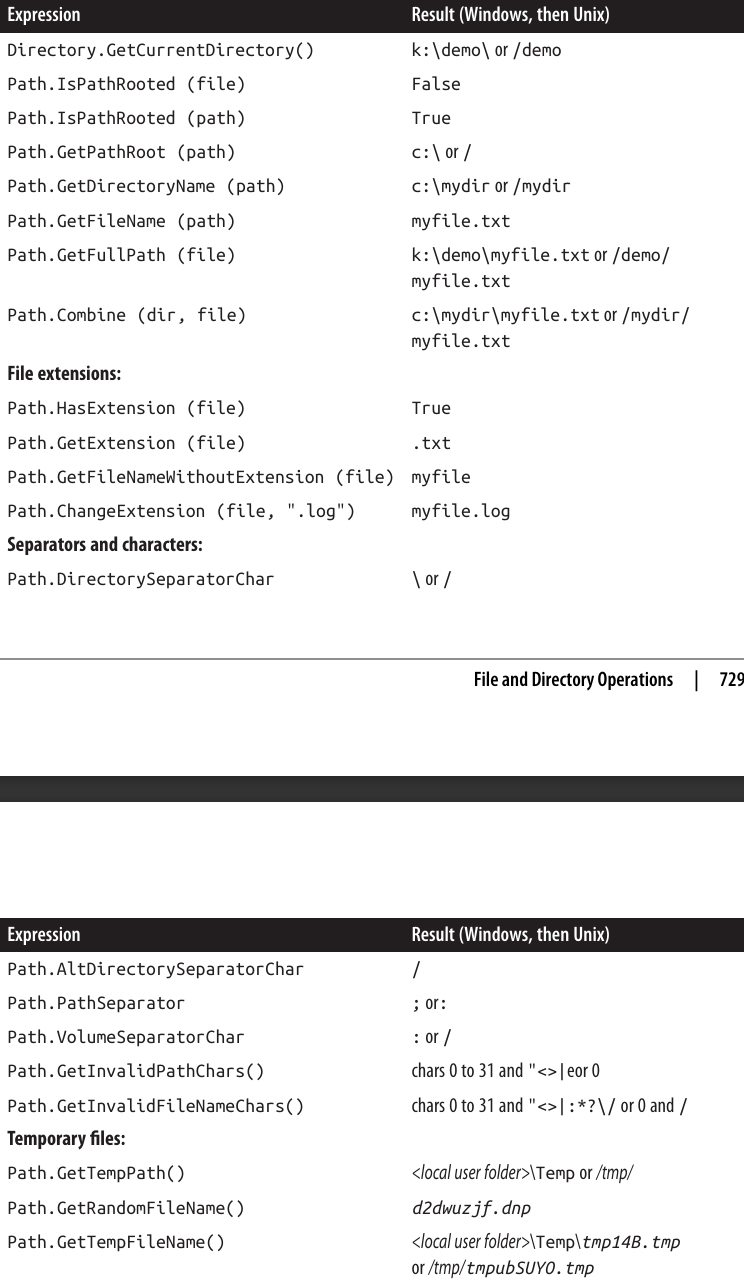 Expression Result (Windows, then Unix)
Directory.GetCurrentDirectory() k:\demo\ or /demo
Path.IsPathRooted (file) False
Path.IsPathRooted (path) True
Path.GetPathRoot (path) c:\ or /
Path.GetDirectoryName (path) c:\mydir or /mydir
Path.GetFileName (path) myfile.txt
Path.GetFullPath (file) k:\demo\myfile.txt or /demo/
myfile.txt
Path.Combine (dir, file) c:\mydir\myfile.txt or /mydir/
myfile.txt
File extensions:
Path.HasExtension (file) True
Path.GetExtension (file) .txt
Path.GetFileNameWithoutExtension (file) myfile
Path.ChangeExtension (file, ".log") myfile.log
Separators and characters:
Path.DirectorySeparatorChar \ or /
File and Directory Operations | 729
Expression Result (Windows, then Unix)
Path.AltDirectorySeparatorChar /
Path.PathSeparator ; or:
Path.VolumeSeparatorChar : or /
Path.GetInvalidPathChars() chars 0 to 31 and "<>|eor 0
Path.GetInvalidFileNameChars() chars 0 to 31 and "<>|:*?\/ or 0 and /
Temporary files:
Path.GetTempPath() <local user folder>\Temp or /tmp/
Path.GetRandomFileName() d2dwuzjf.dnp
Path.GetTempFileName() <local user folder>\Temp\tmp14B.tmp
or /tmp/tmpubSUYO.tmp